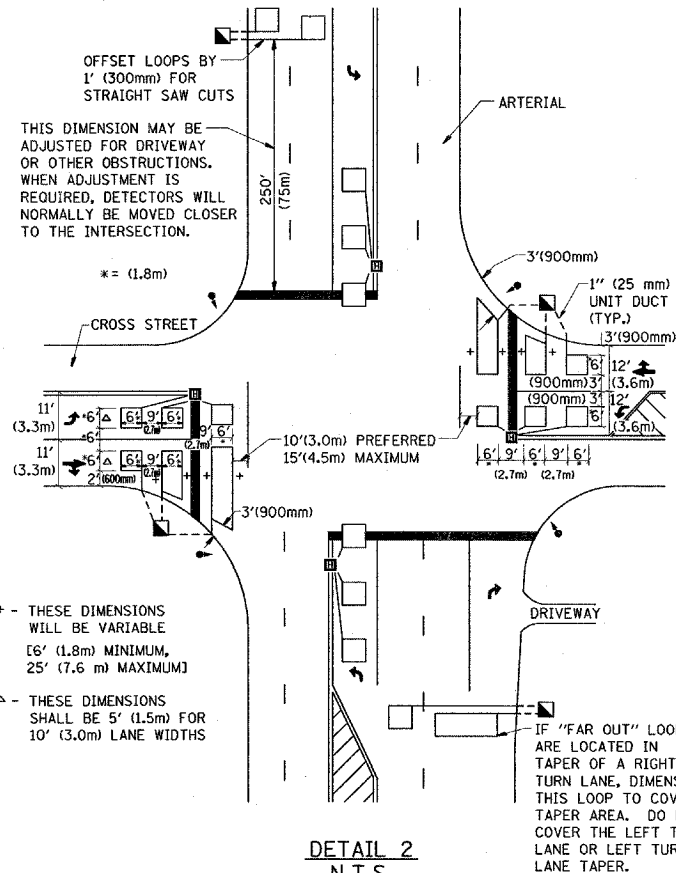 OFFSET LOOPS BY
1' (300mm) FOR
STRAIGHT SAW CUTS
THIS DIMENSION MAY BE
ADJUSTED FOR DRIVEWAY
OR OTHER OBSTRUCTIONS.
WHEN ADJUSTMENT IS
REQUIRED, DETECTORS WILL
NORMALLY BE MOVED CLOSER
TO THE INTERSECTION.
250'
(75m)
ARTERIAL
* = (1.8m)
3'(900mm)
1" (25 mm)
UNIT DUCT
(TYP.)
CROSS STREET
3'(900mm)
*6'
12'
(3.6m)
(900mm) 3'
(900mm) 3'
*6'
12'
(3.6m)
11'
(3.3m)
*6' △
6' 9' 6'
(2.7m)
*6'
(2.7m)
9' 6'
*
11'
(3.3m)
*6' △
6' 9' 6'
(2.7m)
2' (600mm)
10'(3.0m) PREFERRED
15'(4.5m) MAXIMUM
6' 9' 6' 9' 6'
* (2.7m) * (2.7m) *
3'(900mm)
+ - THESE DIMENSIONS
WILL BE VARIABLE
[6' (1.8m) MINIMUM,
25' (7.6 m) MAXIMUM]
△ - THESE DIMENSIONS
SHALL BE 5' (1.5m) FOR
10' (3.0m) LANE WIDTHS
DRIVEWAY
IF "FAR OUT" LOO
ARE LOCATED IN
TAPER OF A RIGHT
TURN LANE, DIMENS
THIS LOOP TO COV
TAPER AREA. DO
COVER THE LEFT T
LANE OR LEFT TUR
LANE TAPER.
DETAIL 2
N.T.S.